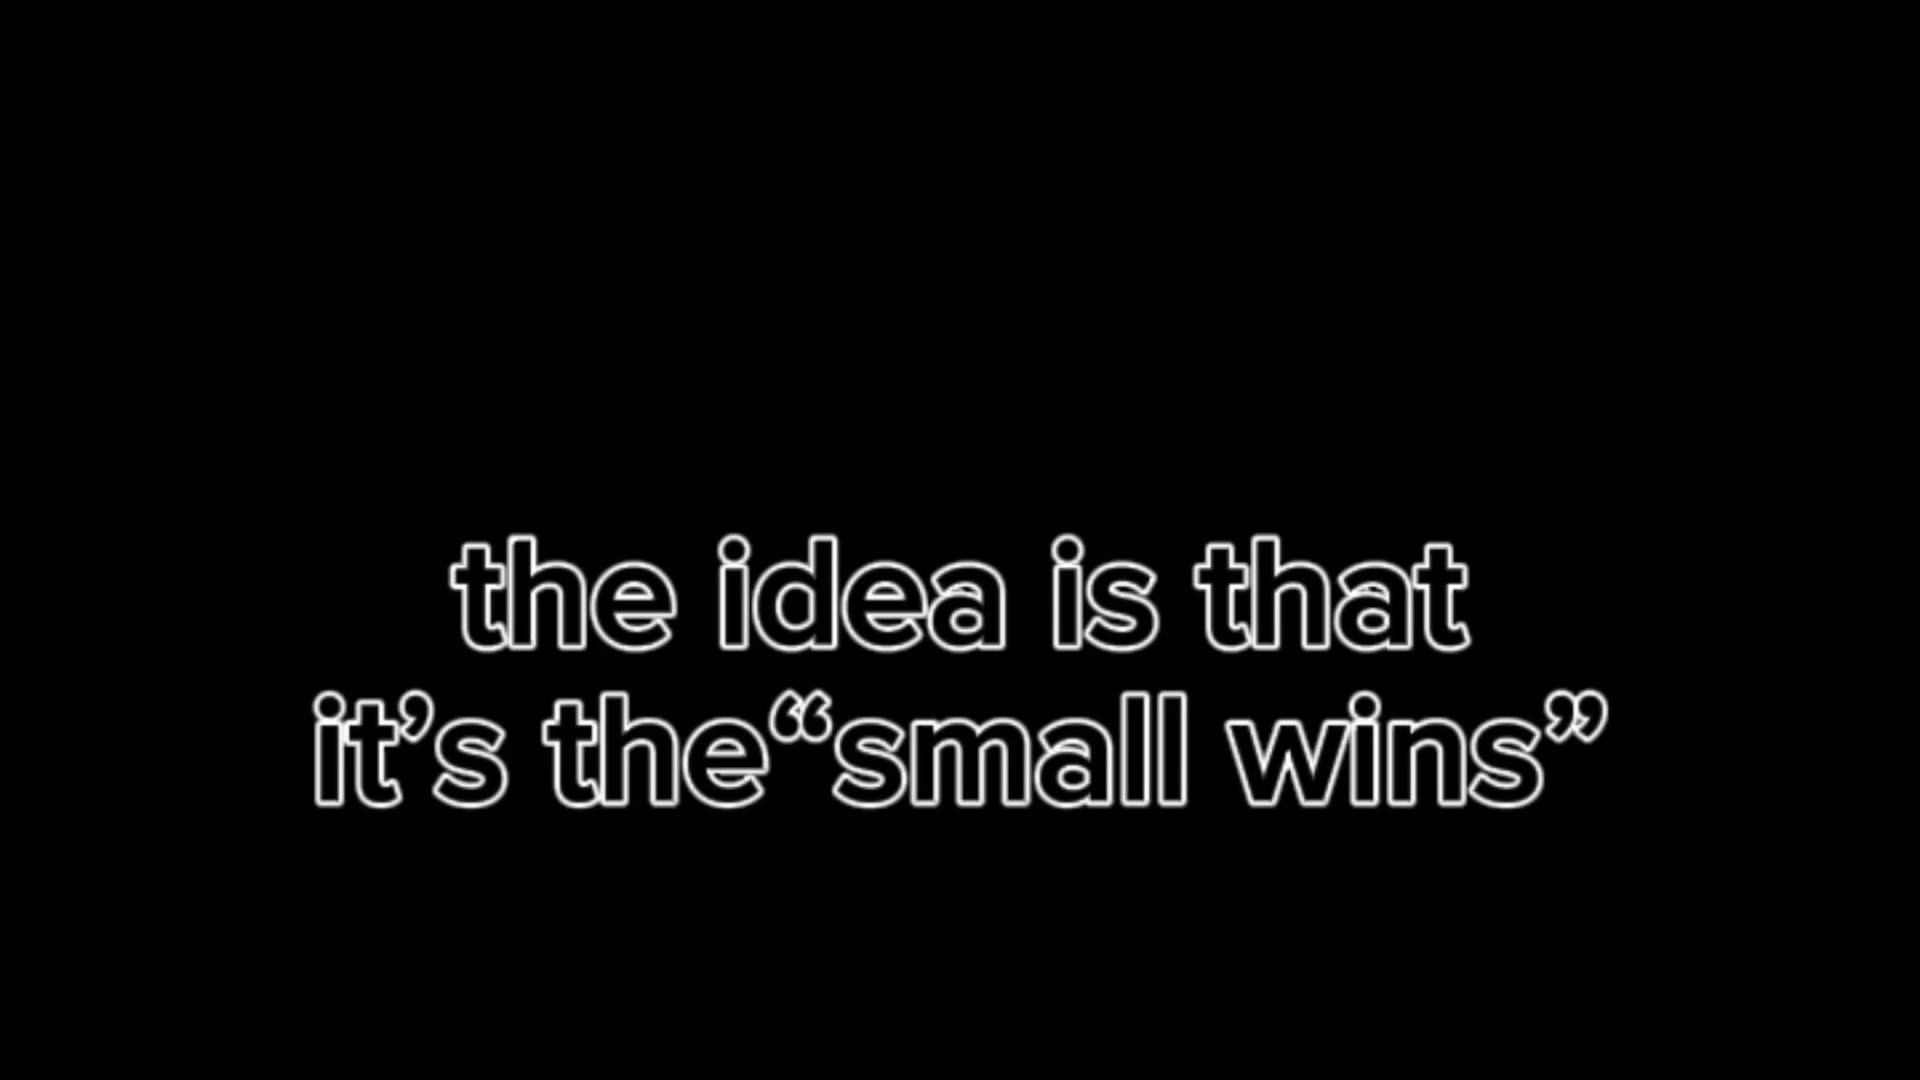 the idea is that
it’s the“small wins”